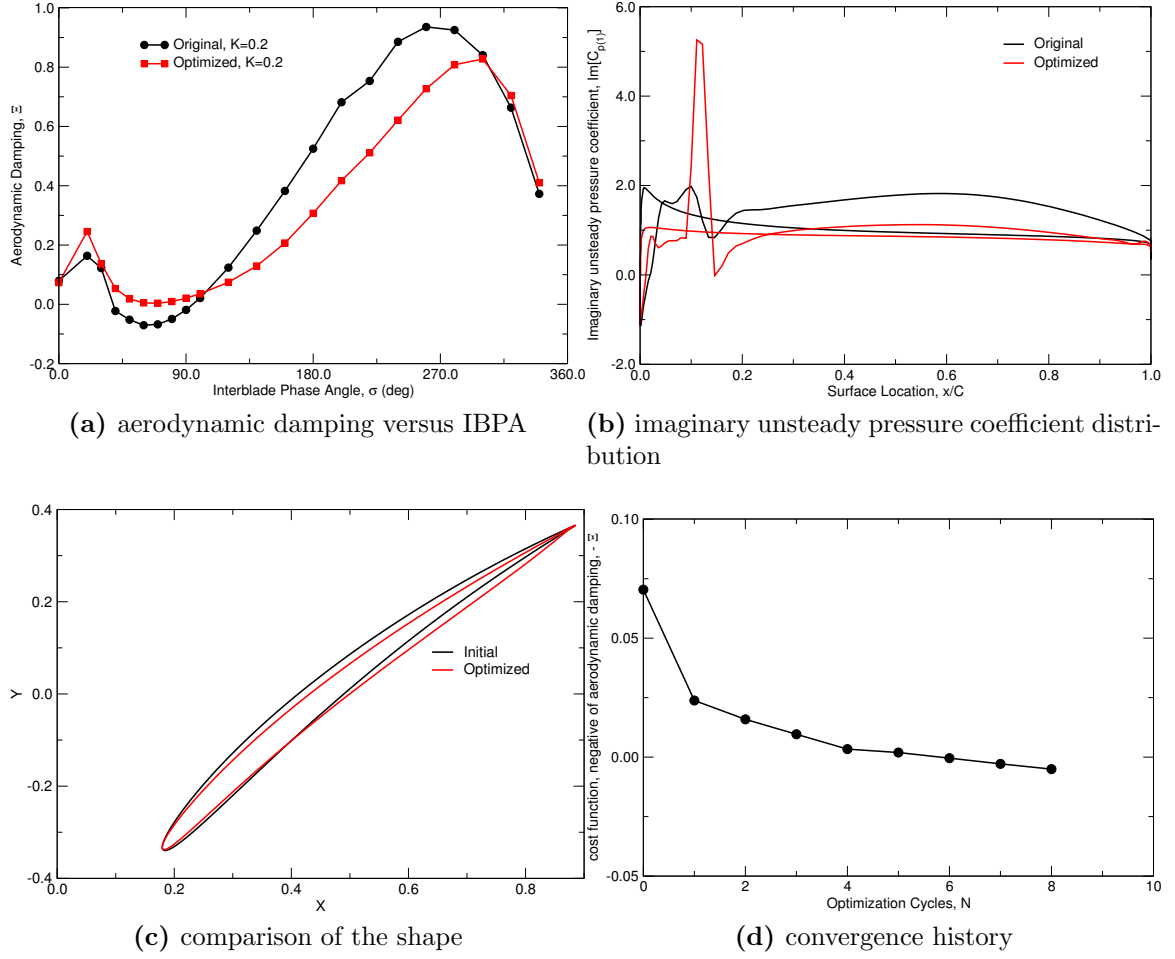 1.0
0.8
0.6
0.4
0.2
0.0
-0.2
Aerodynamic Damping, Ξ
Original, K=0.2
Optimized, K=0.2
0.0
90.0
180.0
270.0
360.0
Interblade Phase Angle, σ (deg)
(a) aerodynamic damping versus IBPA
6.0
4.0
2.0
0.0
-2.0
Imaginary unsteady pressure coefficient, Im[Cp(1)]
Original
Optimized
0
0.2
0.4
0.6
0.8
1.0
Surface Location, x/C
(b) imaginary unsteady pressure coefficient distri-
bution
0.4
0.2
0.0
-0.2
-0.4
Y
Initial
Optimized
0.0
0.2
0.4
0.6
0.8
X
(c) comparison of the shape
0.10
0.05
0.00
-0.05
cost function, negative of aerodynamic damping, - Ξ
0
2
4
6
8
10
Optimization Cycles, N
(d) convergence history